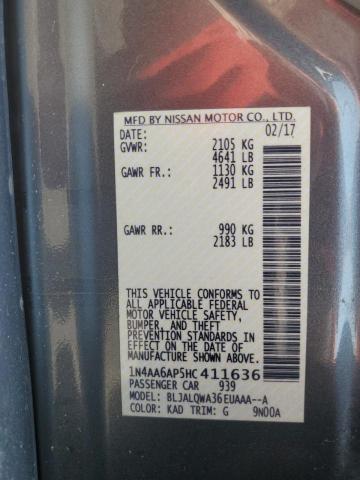 MFD BY NISSAN MOTOR CO., LTD.
DATE: 02/17
GVWR: 2105 KG
4641 LB
GAWR FR.: 1130 KG
2491 LB
GAWR RR.: 990 KG
2183 LB
THIS VEHICLE CONFORMS TO
ALL APPLICABLE FEDERAL
MOTOR VEHICLE SAFETY,
BUMPER, AND THEFT
PREVENTION STANDARDS IN
EFFECT ON THE DATE OF
MANUFACTURE SHOWN ABOVE.
1N4AA6AP5HC411636
PASSENGER CAR 939
MODEL: BLJALQWA36EUAAA--A
COLOR: KAD TRIM: G 9N00A